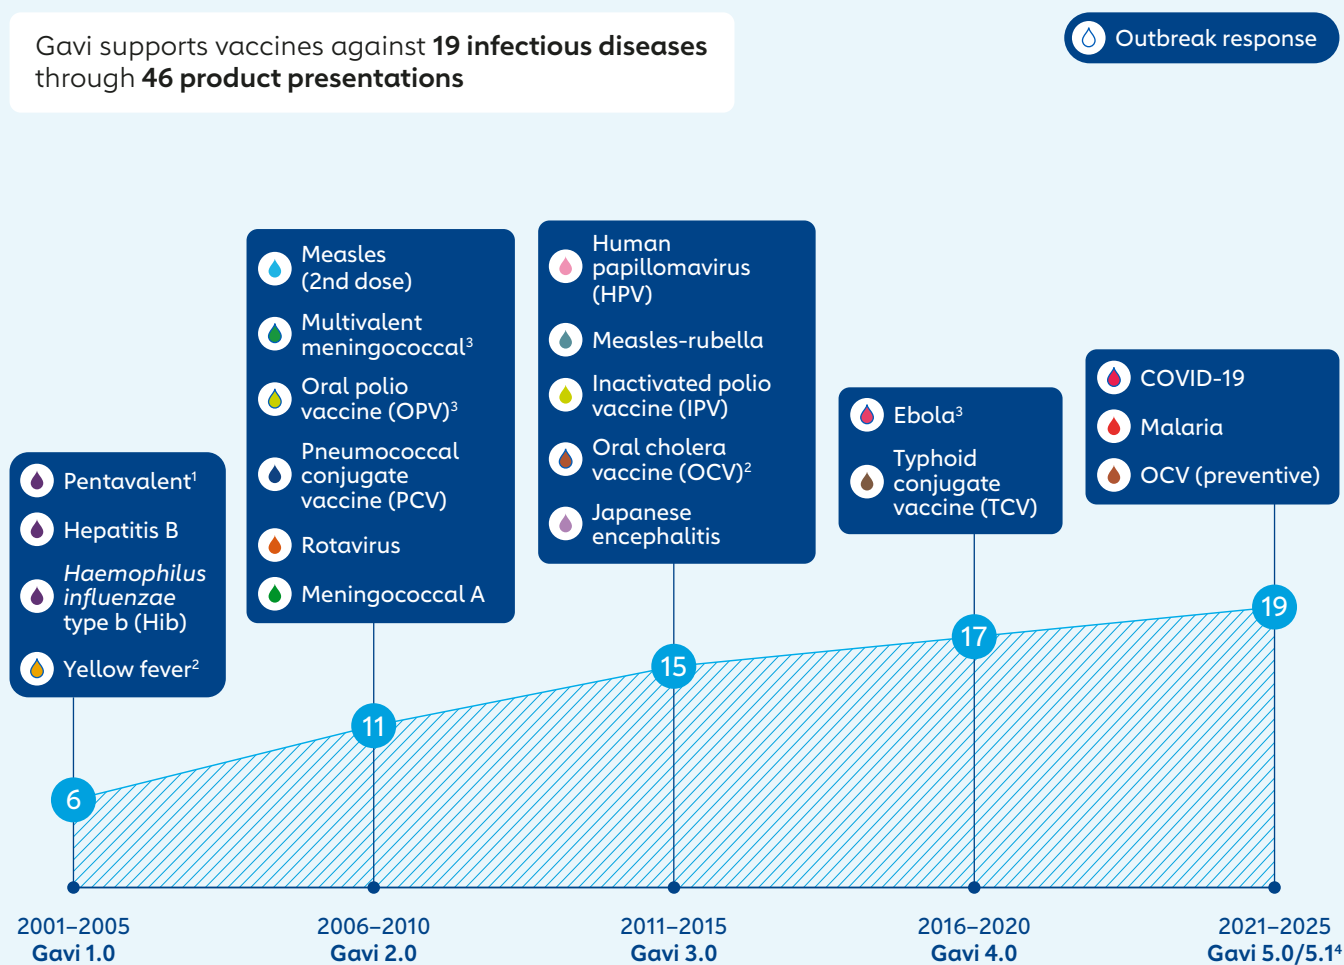 Gavi supports vaccines against 19 infectious diseases
through 46 product presentations
Outbreak response
Pentavalent¹
Hepatitis B
Haemophilus
influenzae
type b (Hib)
Yellow fever²
Measles
(2nd dose)
Multivalent
meningococcal³
Oral polio
vaccine (OPV)³
Pneumococcal
conjugate
vaccine (PCV)
Rotavirus
Meningococcal A
Human
papillomavirus
(HPV)
Measles-rubella
Inactivated polio
vaccine (IPV)
Oral cholera
vaccine (OCV)²
Japanese
encephalitis
Ebola³
Typhoid
conjugate
vaccine (TCV)
COVID-19
Malaria
OCV (preventive)
6
11
15
17
19
2001–2005
Gavi 1.0
2006–2010
Gavi 2.0
2011–2015
Gavi 3.0
2016–2020
Gavi 4.0
2021–2025
Gavi 5.0/5.1⁴